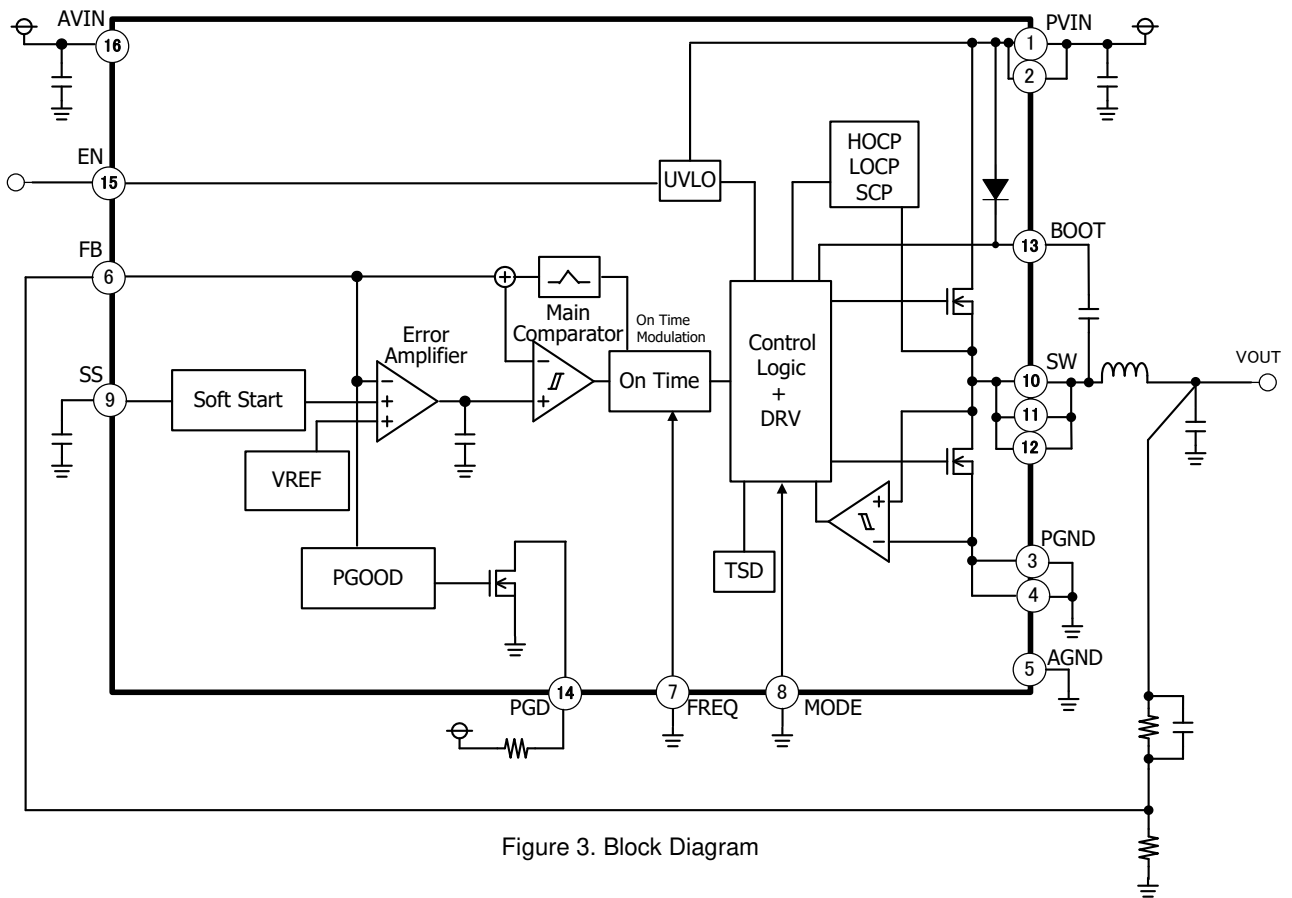 AVIN
16
PVIN
1
2
EN
15
UVLO
HOCP
LOCP
SCP
BOOT
13
FB
6
Main
Comparator
On Time
Modulation
Error
Amplifier
SS
9
Soft Start
On Time
Control
Logic
+
DRV
SW
10
11
12
VOUT
VREF
PGOOD
TSD
PGND
3
4
AGND
5
PGD
14
7
FREQ
8
MODE
Figure 3. Block Diagram